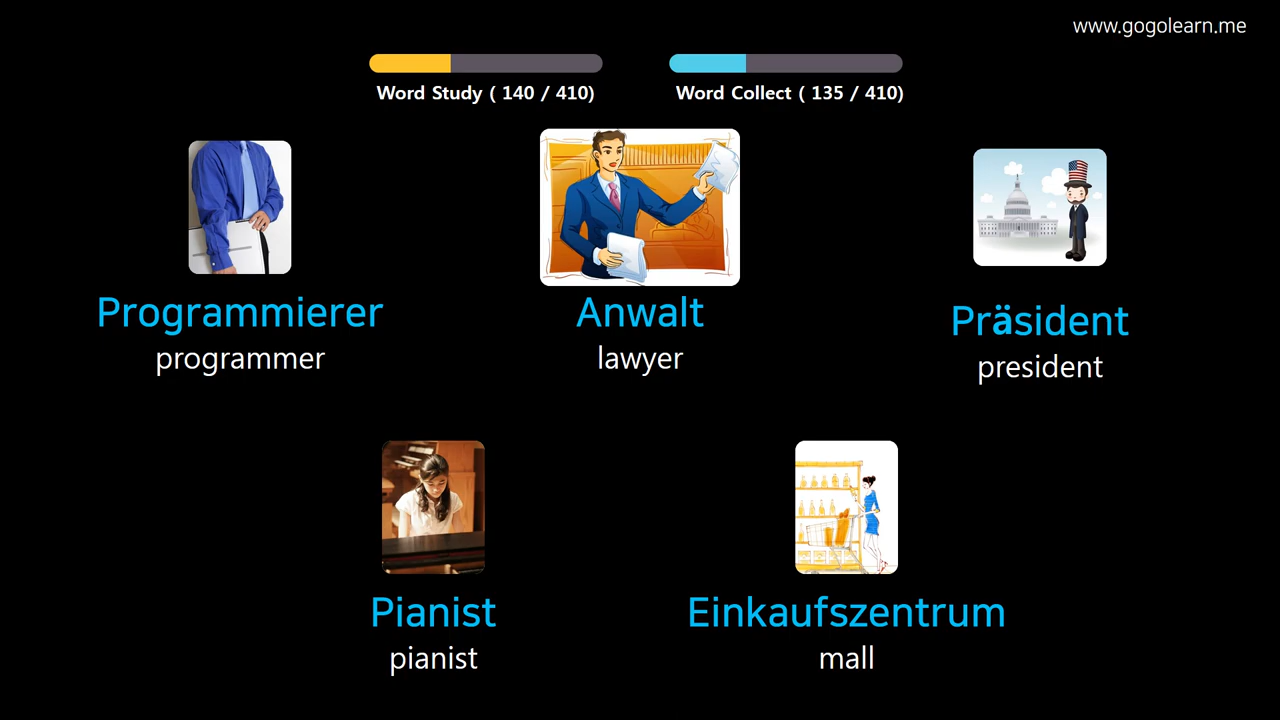 www.gogolearn.me
Word Study ( 140 / 410)
Word Collect ( 135 / 410)
Programmierer
programmer
Anwalt
lawyer
Präsident
president
Pianist
pianist
Einkaufszentrum
mall